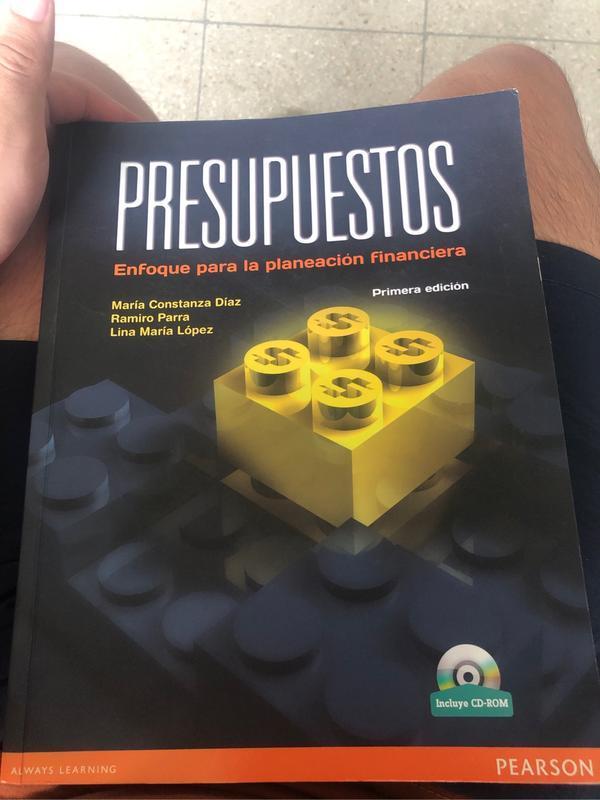 PRESUPUESTOS
Enfoque para la planeación financiera
Primera edición
María Constanza Díaz
Ramiro Parra
Lina María López
$
$
$
$
Incluye CD-ROM
ALWAYS LEARNING
PEARSON